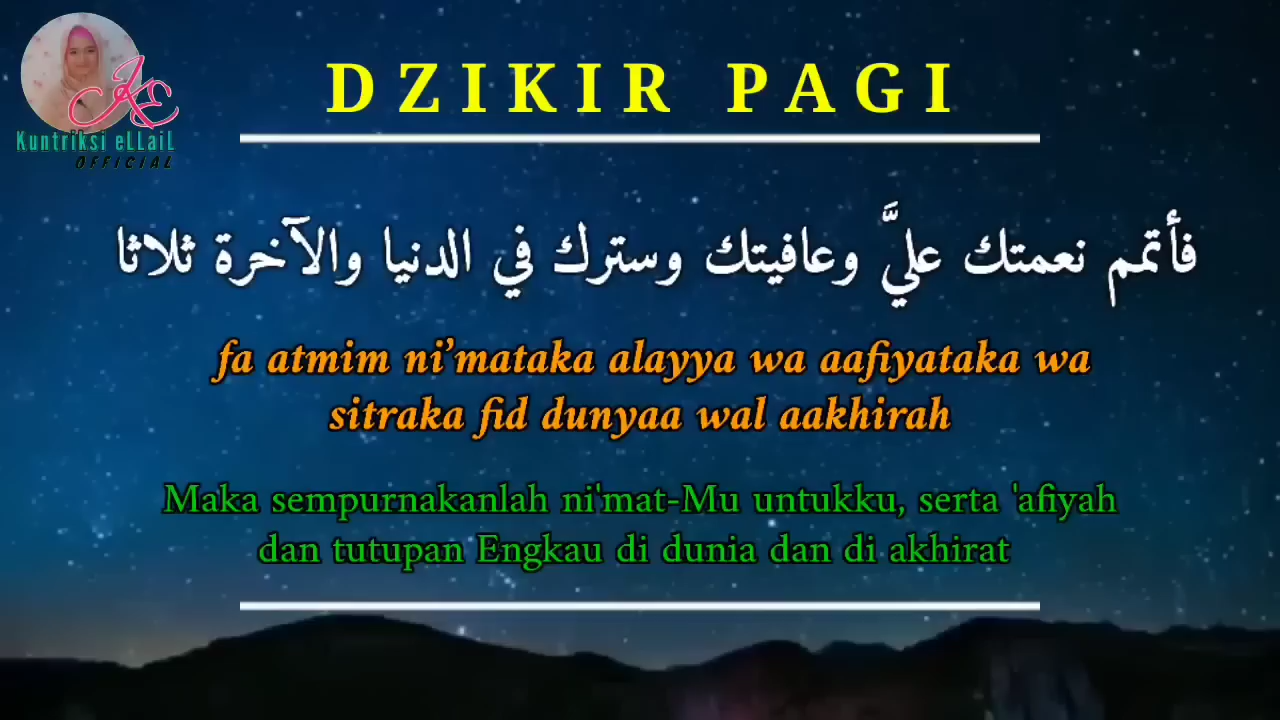 Kuntriksi eLLaiL
OFFICIAL
DZIKIR PAGI
فأتمم نعمتك عليَّ وعافيتك وسترك في الدنيا والآخرة ثلاثا
fa atmim ni’mataka alayya wa aafiyataka wa
sitraka fid dunyaa wal aakhirah
Maka sempurnakanlah ni'mat-Mu untukku, serta 'afiyah
dan tutupan Engkau di dunia dan di akhirat